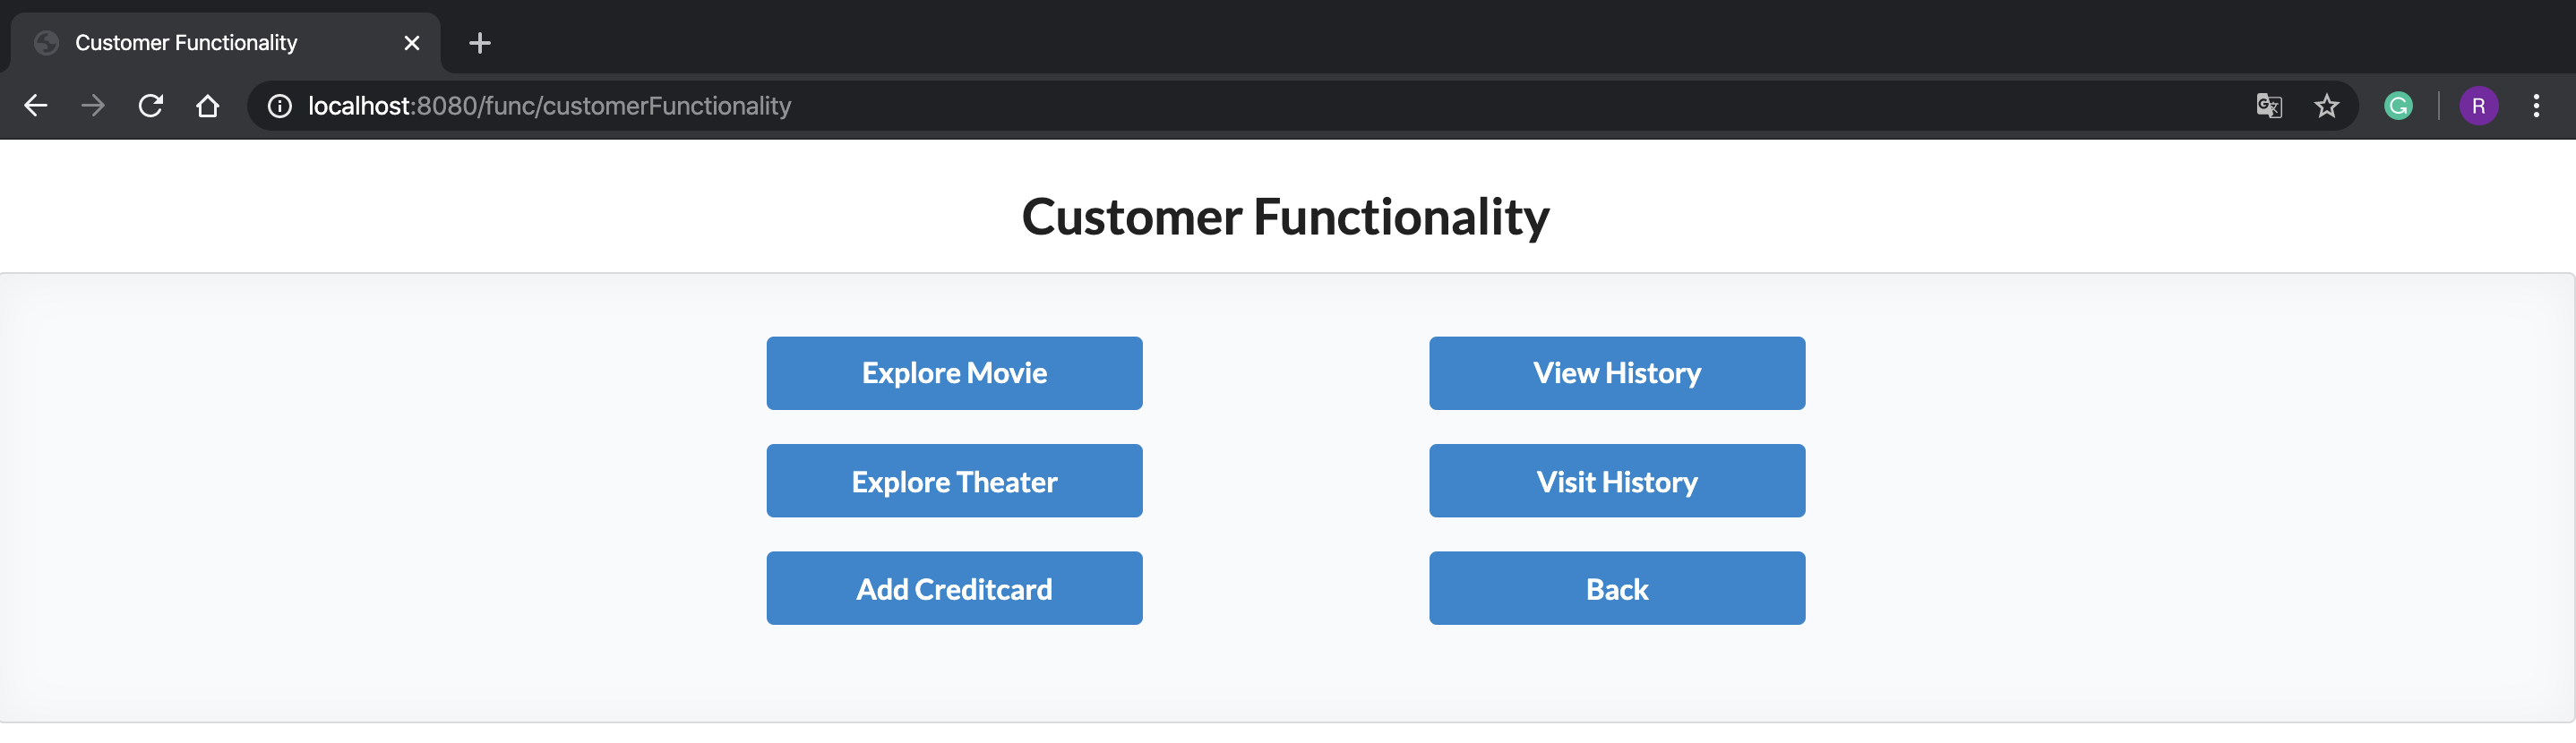 Customer Functionality
localhost:8080/func/customerFunctionality
R
Customer Functionality
Explore Movie
View History
Explore Theater
Visit History
Add Creditcard
Back